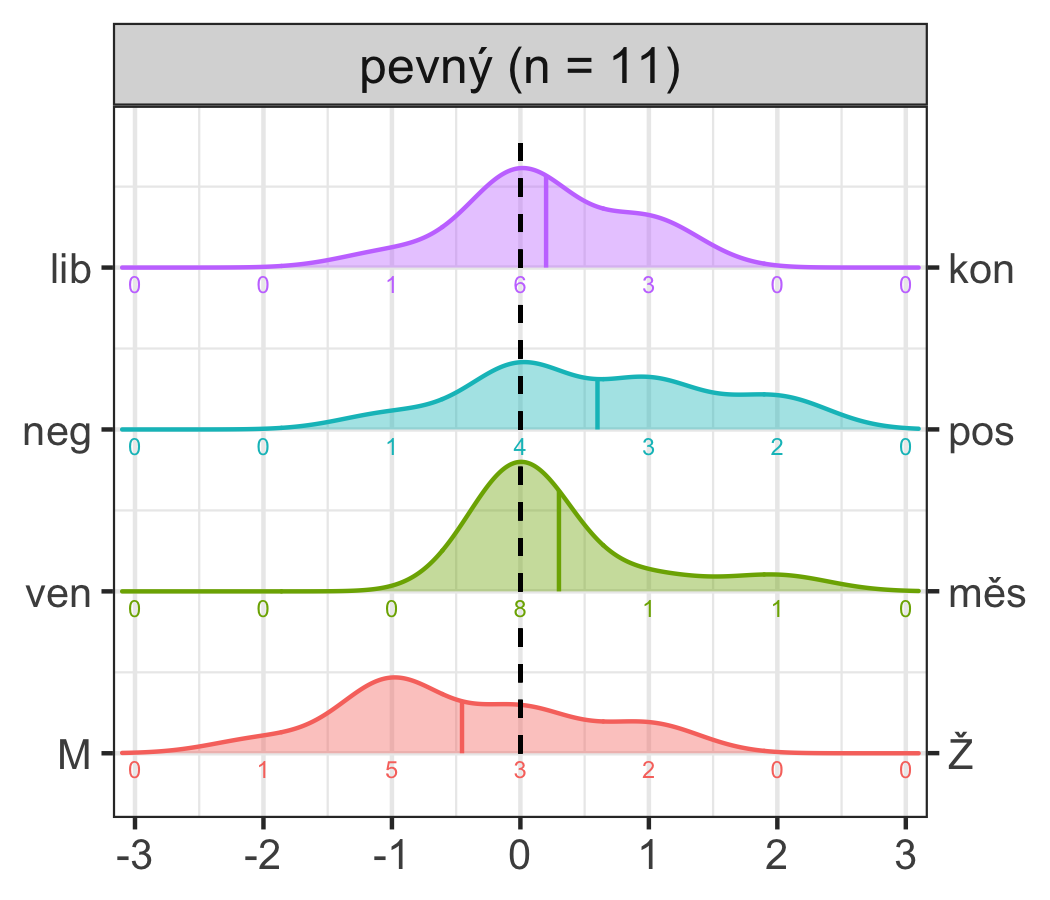 pevný (n = 11)
lib kon
0 0 1 6 3 0 0
neg pos
0 0 1 4 3 2 0
ven měs
0 0 0 8 1 1 0
M Ž
0 1 5 3 2 0 0
-3 -2 -1 0 1 2 3